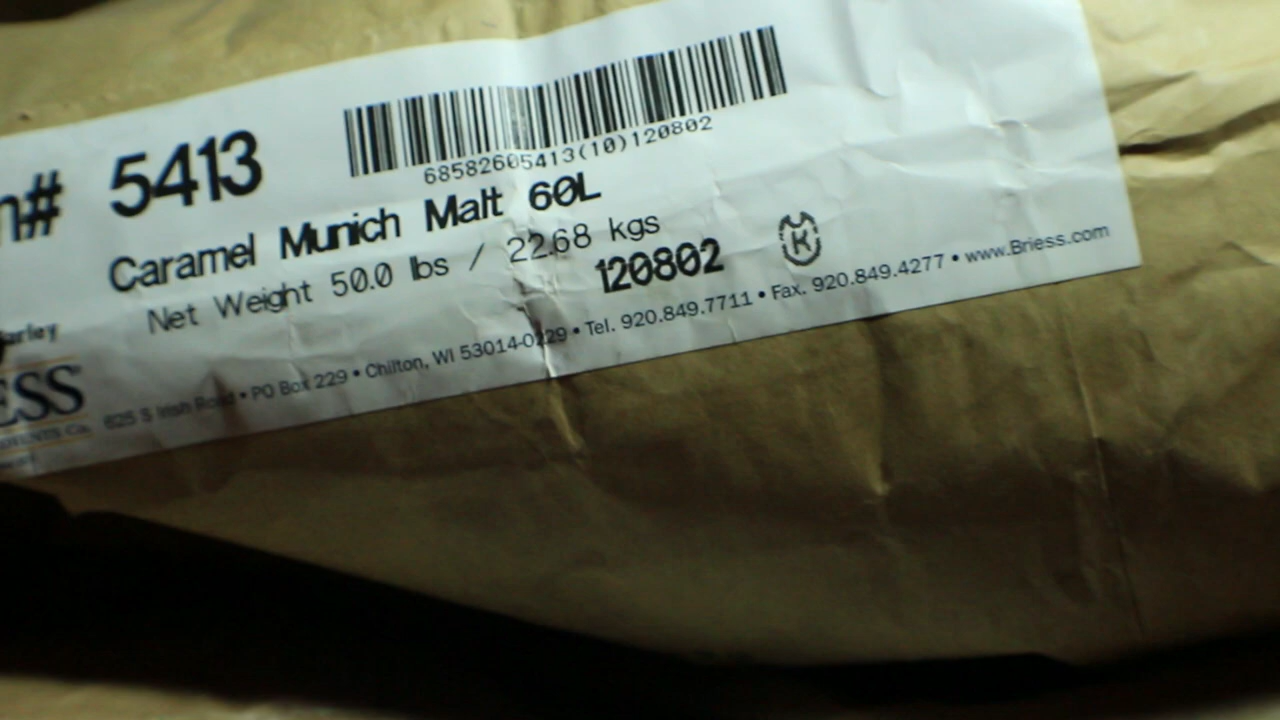 # 5413
68582605413(10)120802
Caramel Munich Malt 60L
Net Weight 50.0 lbs / 22.68 kgs
120802
K
625 S Irish Road • PO Box 229 • Chilton, WI 53014-0229 • Tel. 920.849.7711 • Fax. 920.849.4277 • www.Briess.com
ESS